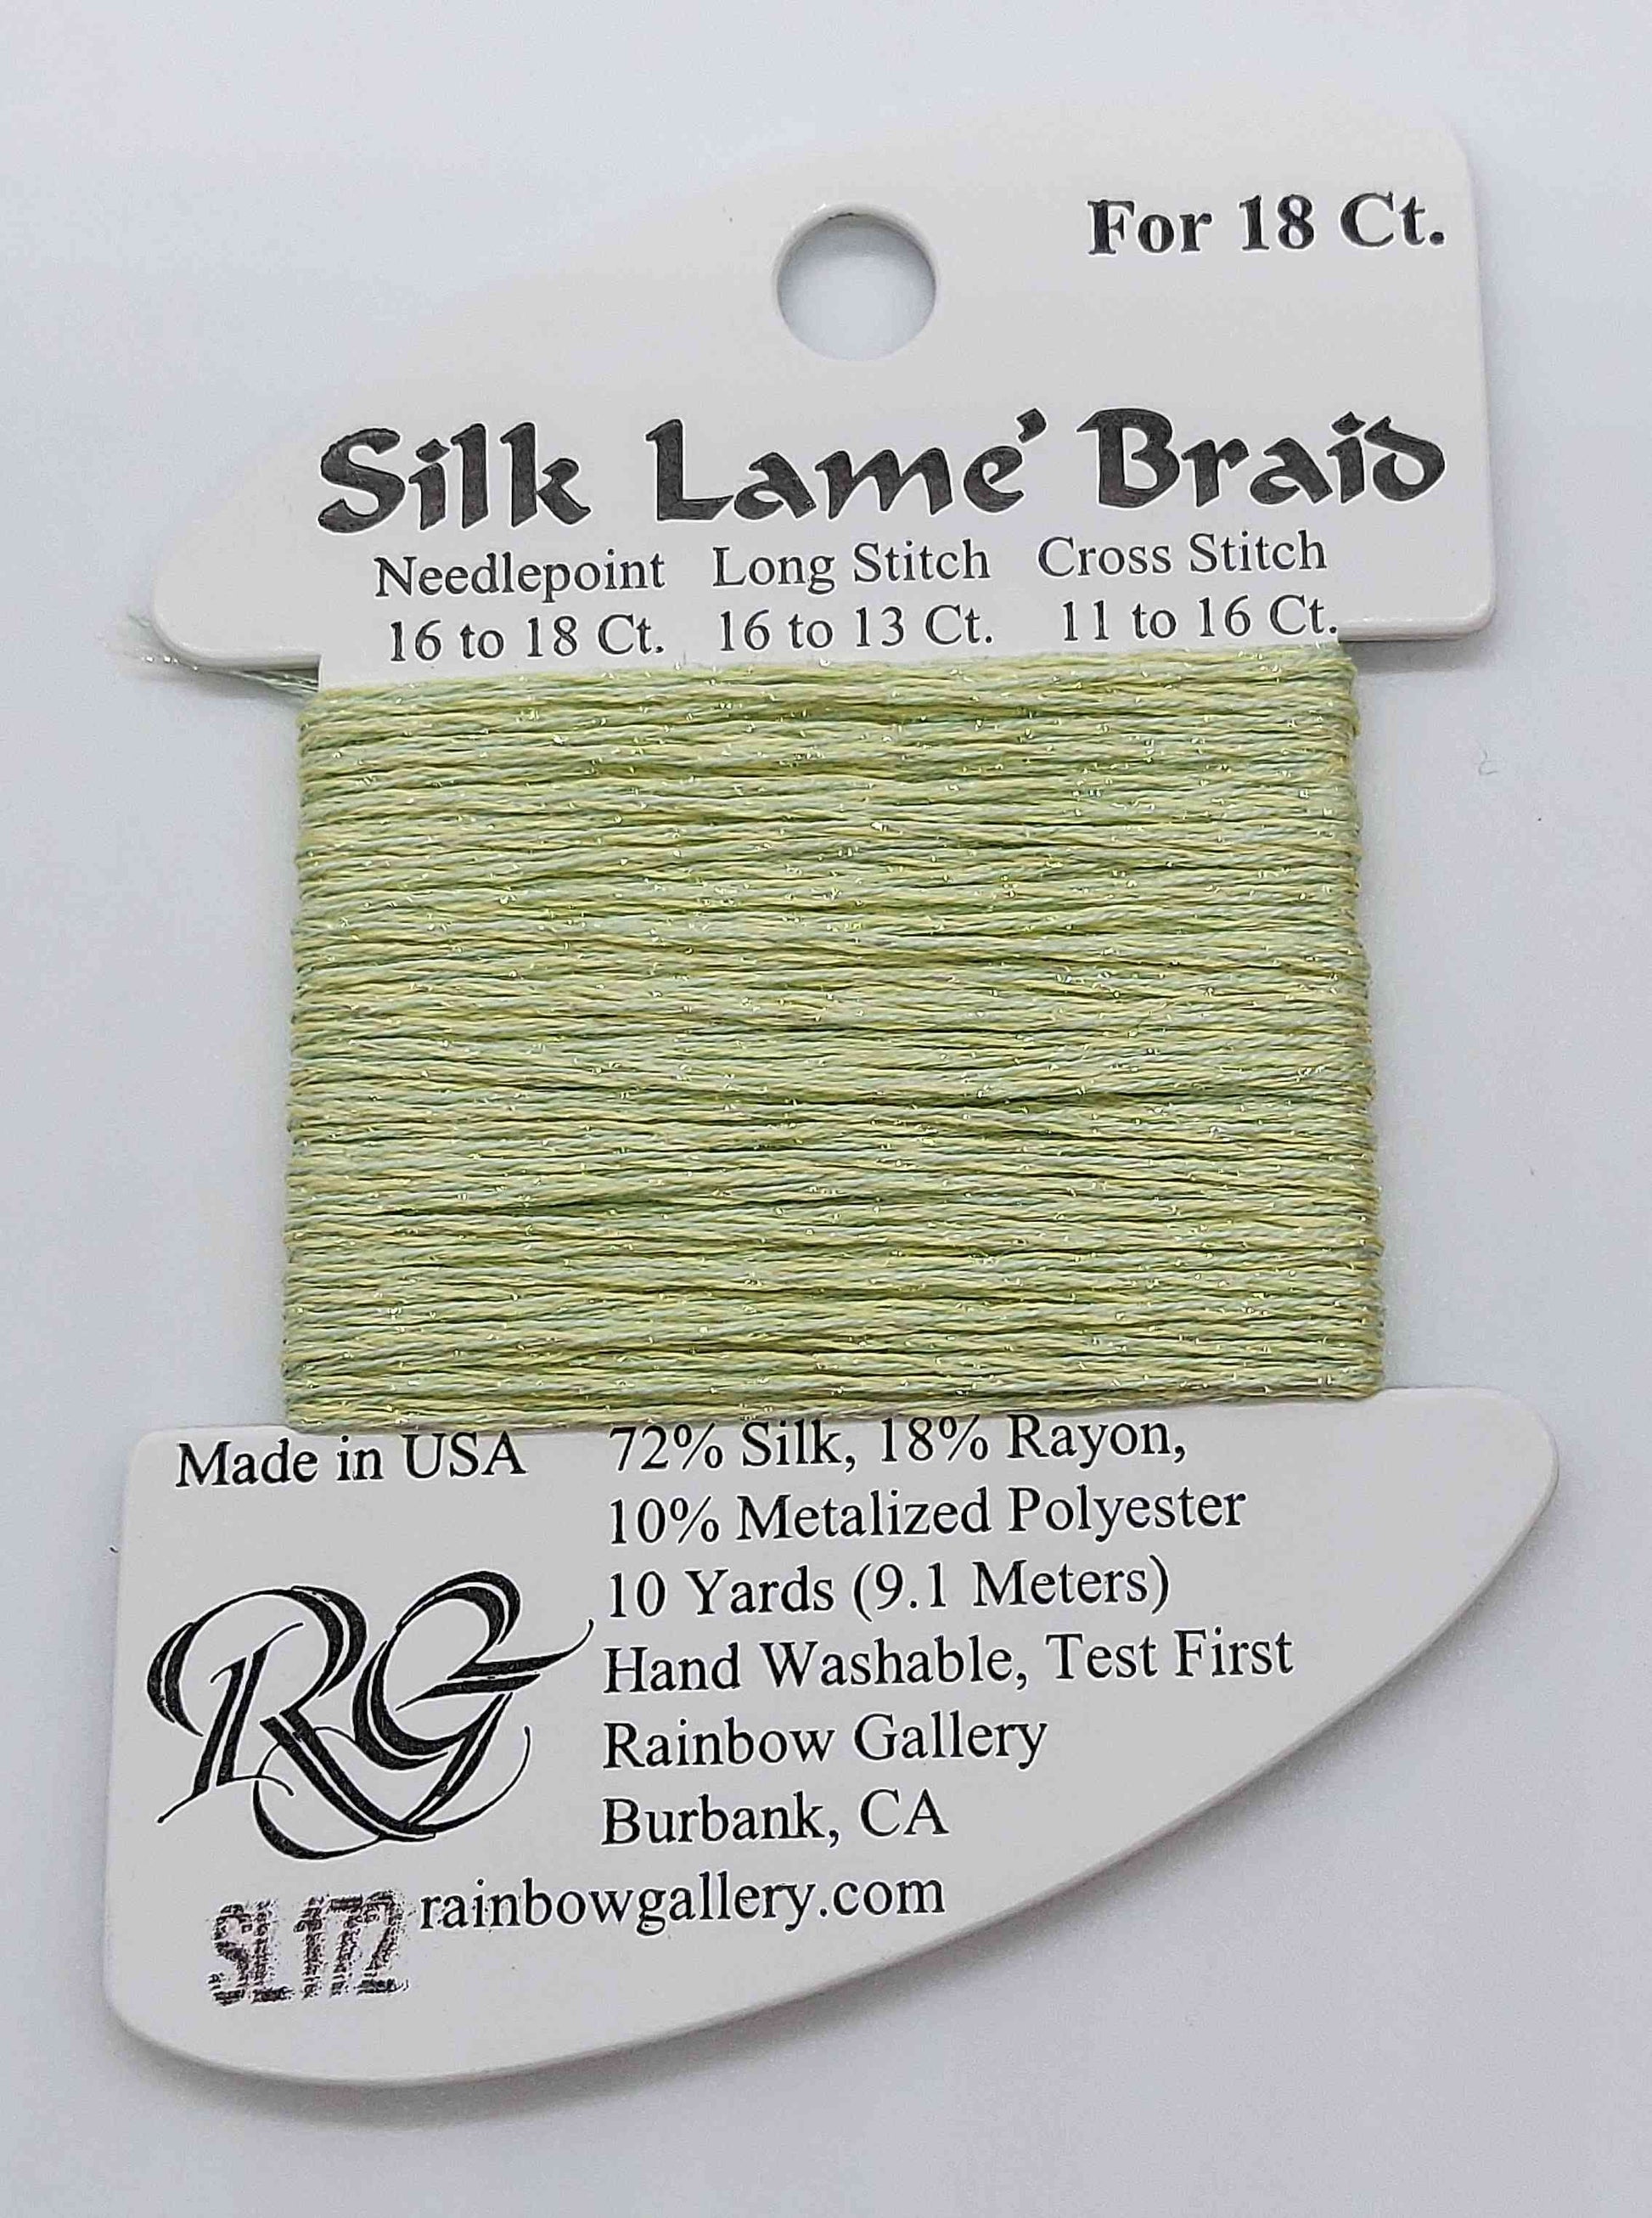 For 18 Ct.
Silk Lame' Braid
Needlepoint Long Stitch Cross Stitch
16 to 18 Ct. 16 to 13 Ct. 11 to 16 Ct.
Made in USA
72% Silk, 18% Rayon,
10% Metalized Polyester
10 Yards (9.1 Meters)
Hand Washable, Test First
Rainbow Gallery
Burbank, CA
rainbowgallery.com
RG
SL172